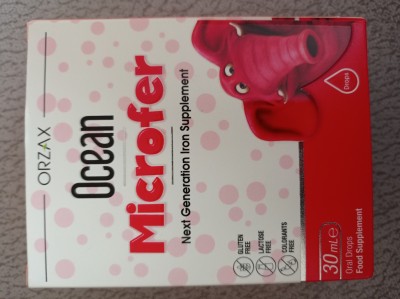 ORZAX
Ocean
Microfer
Next Generation Iron Supplement
GLUTEN
FREE
LACTOSE
FREE
COLORANTS
FREE
Drops
30 mL℮
Oral Drops
Food Supplement